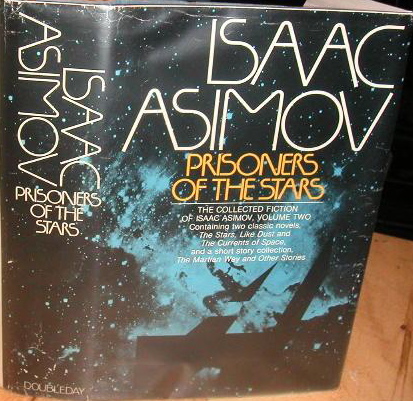 ISAAC
ASIMOV
PRISONERS
OF THE STARS
THE COLLECTED FICTION
OF ISAAC ASIMOV, VOLUME TWO
Containing two classic novels,
The Stars, Like Dust and
The Currents of Space,
and a short story collection,
The Martian Way and Other Stories
ISAAC
ASIMOV
PRISONERS
OF THE
STARS
DOUBLEDAY